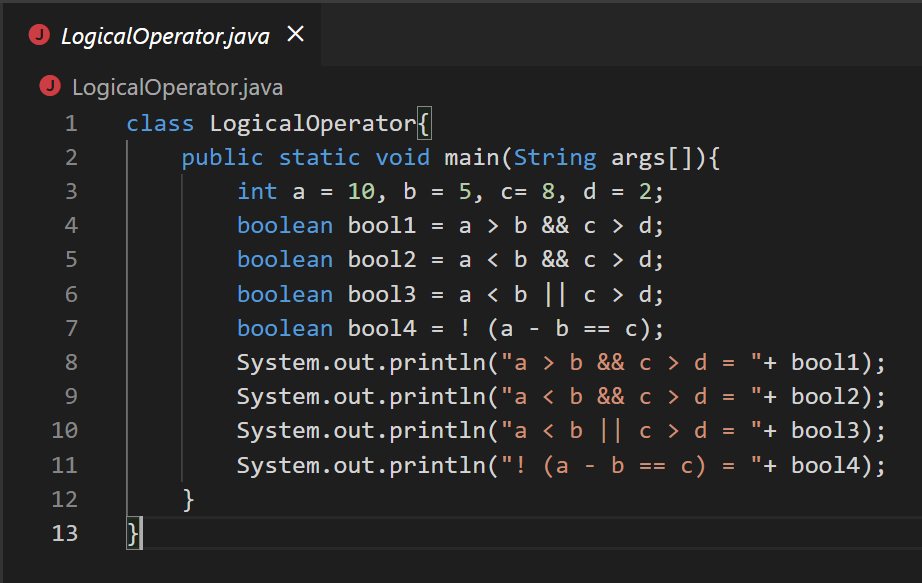 J LogicalOperator.java ×
J LogicalOperator.java
1 class LogicalOperator{
2 public static void main(String args[]){
3 int a = 10, b = 5, c= 8, d = 2;
4 boolean bool1 = a > b && c > d;
5 boolean bool2 = a < b && c > d;
6 boolean bool3 = a < b || c > d;
7 boolean bool4 = ! (a - b == c);
8 System.out.println("a > b && c > d = "+ bool1);
9 System.out.println("a < b && c > d = "+ bool2);
10 System.out.println("a < b || c > d = "+ bool3);
11 System.out.println("! (a - b == c) = "+ bool4);
12 }
13 }